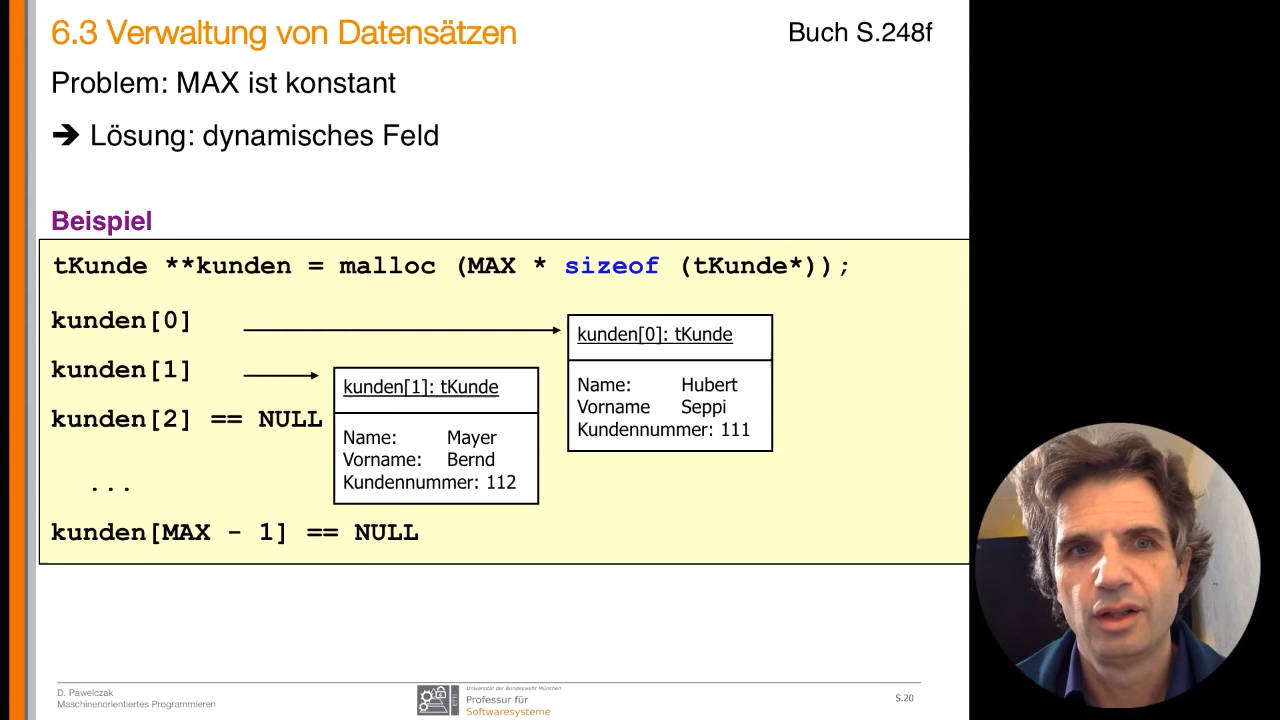 6.3 Verwaltung von Datensätzen
Buch S.248f
Problem: MAX ist konstant
➔ Lösung: dynamisches Feld
Beispiel
tKunde **kunden = malloc (MAX * sizeof (tKunde*));
kunden[0]
kunden[0]: tKunde
Name: Hubert
Vorname Seppi
Kundennummer: 111
kunden[1]
kunden[1]: tKunde
Name: Mayer
Vorname: Bernd
Kundennummer: 112
kunden[2] == NULL
...
kunden[MAX - 1] == NULL
D. Pawelczak
Maschinenorientiertes Programmieren
ETTI
Universität der Bundeswehr München
Professur für
Softwaresysteme
S.20